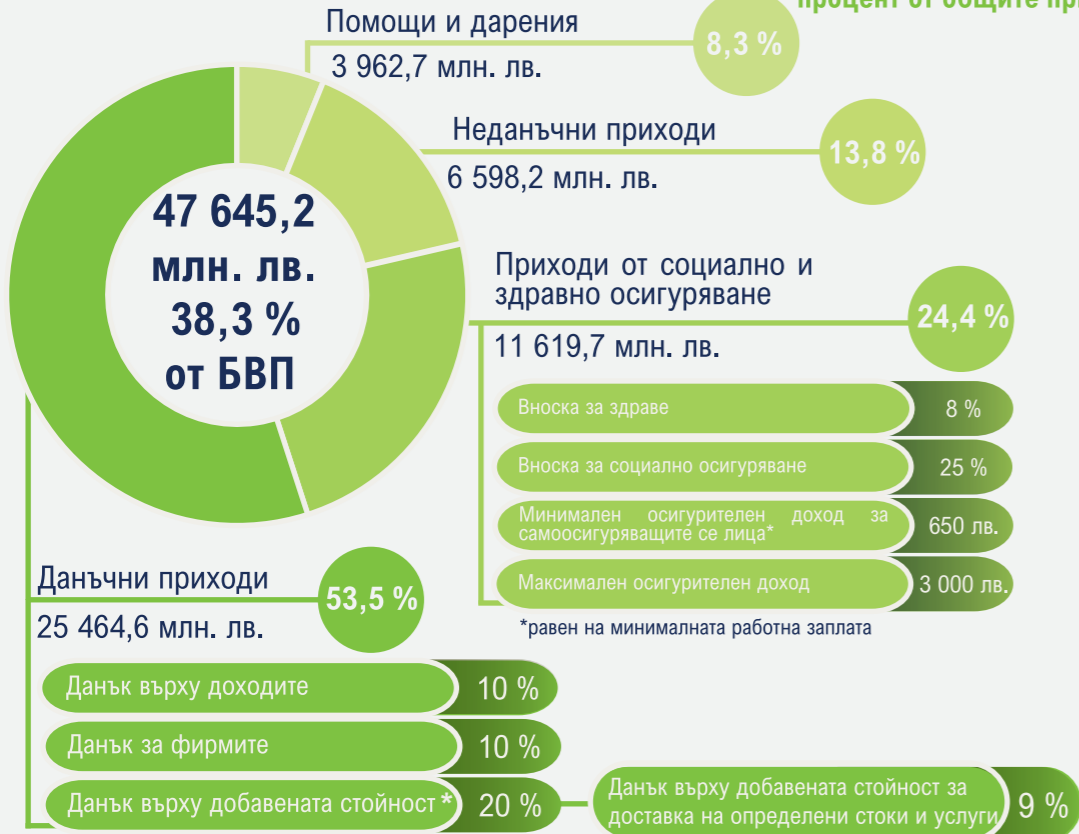 процент от общите
Помощи и дарения
3 962,7 млн. лв.
8,3 %
Неданъчни приходи
6 598,2 млн. лв.
13,8 %
47 645,2
млн. лв.
38,3 %
от БВП
Приходи от социално и
здравно осигуряване
11 619,7 млн. лв.
24,4 %
Вноска за здраве
8 %
Вноска за социално осигуряване
25 %
Минимален осигурителен доход за
самоосигуряващите се лица*
650 лв.
Максимален осигурителен доход
3 000 лв.
*равен на минималната работна заплата
Данъчни приходи
25 464,6 млн. лв.
53,5 %
Данък върху доходите
10 %
Данък за фирмите
10 %
Данък върху добавената стойност *
20 %
Данък върху добавената стойност за
доставка на определени стоки и услуги
9 %